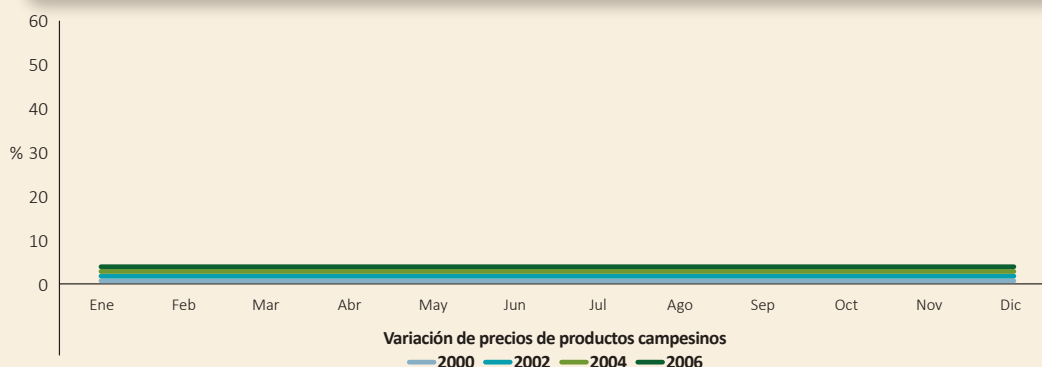 60
50
40
% 30
20
10
0
Ene Feb Mar Abr May Jun Jul Ago Sep Oct Nov Dic
Variación de precios de productos campesinos
2000 2002 2004 2006